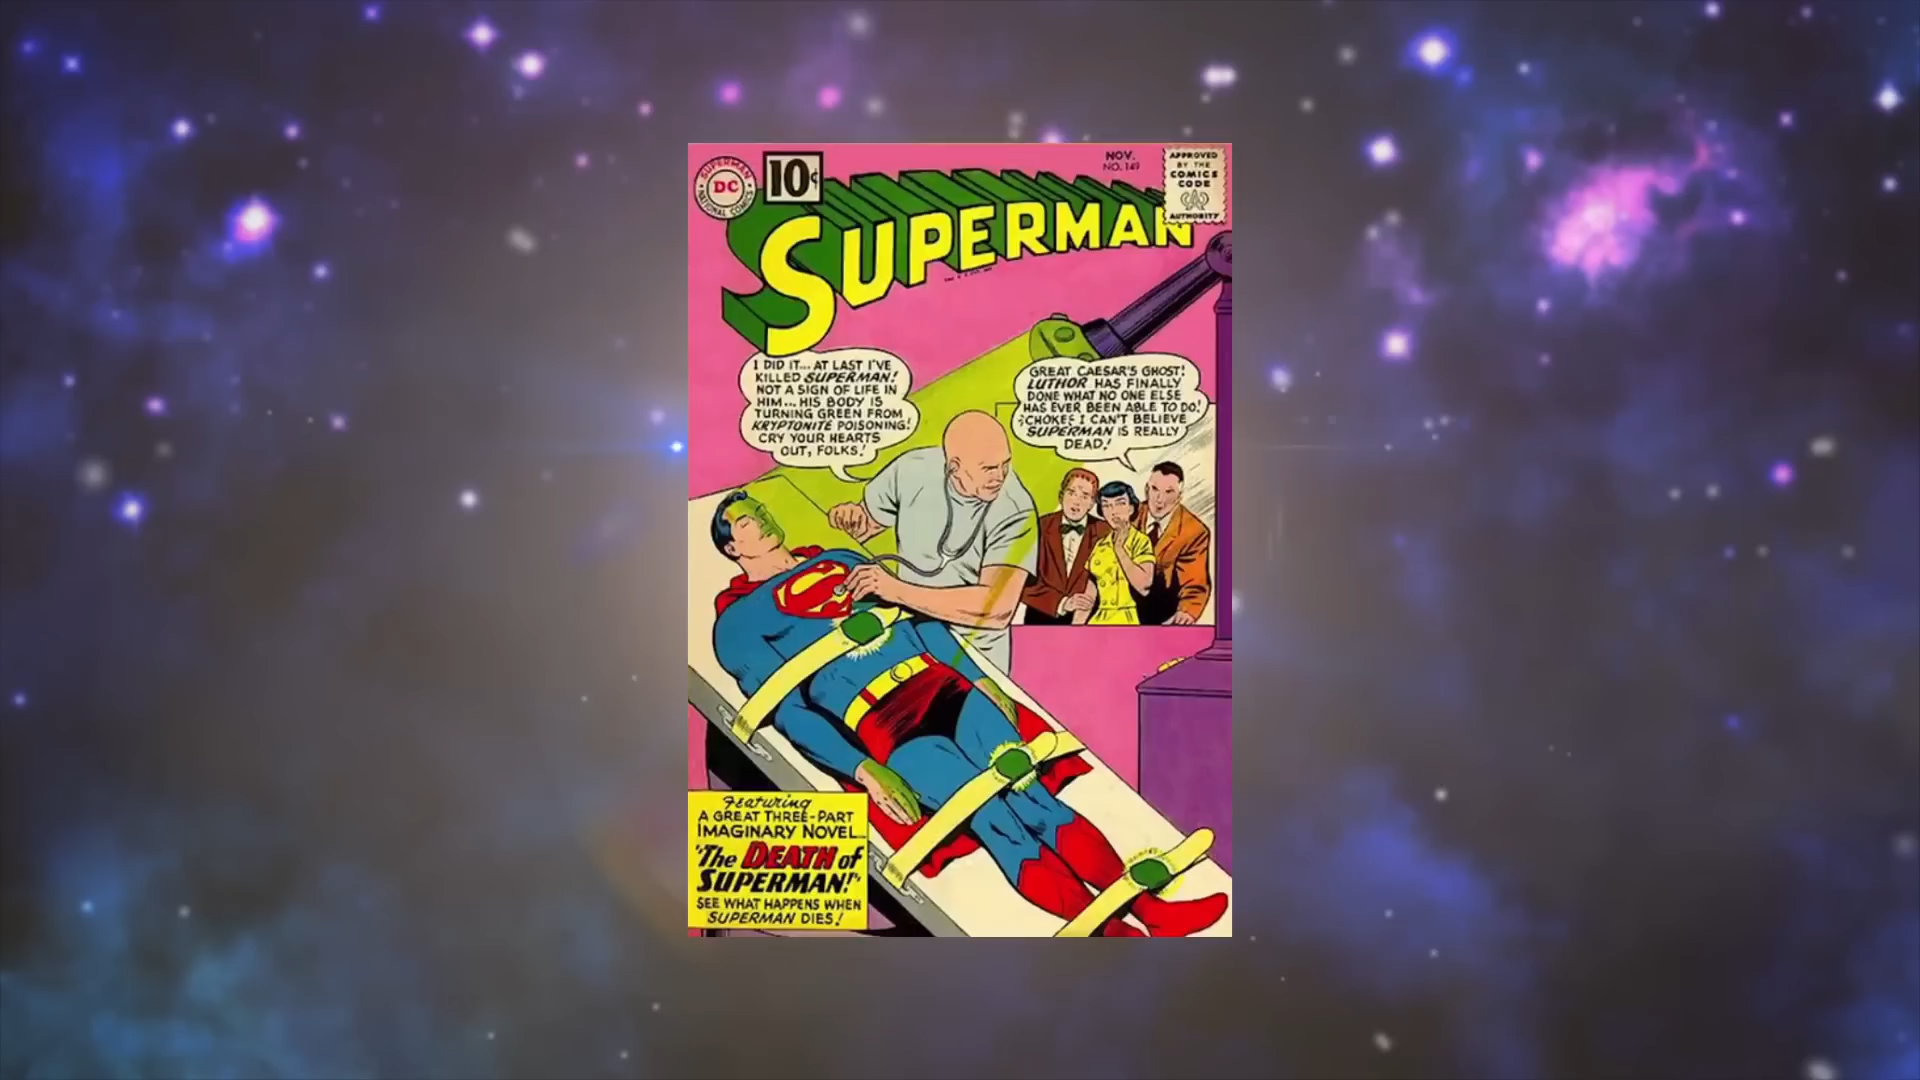 SUPERMAN
DC
NATIONAL COMICS
10¢
NOV.
NO. 149
APPROVED
BY THE
COMICS
CODE
AUTHORITY
SUPERMAN
I DID IT... AT LAST I'VE
KILLED SUPERMAN!
NOT A SIGN OF LIFE IN
HIM... HIS BODY IS
TURNING GREEN FROM
KRYPTONITE POISONING!
CRY YOUR HEARTS
OUT, FOLKS!
GREAT CAESAR'S GHOST!
LUTHOR HAS FINALLY
DONE WHAT NO ONE ELSE
HAS EVER BEEN ABLE TO DO!
CHOKE! I CAN'T BELIEVE
SUPERMAN IS REALLY
DEAD!
Featuring
A GREAT THREE-PART
IMAGINARY NOVEL...
"The DEATH of
SUPERMAN!"
SEE WHAT HAPPENS WHEN
SUPERMAN DIES!